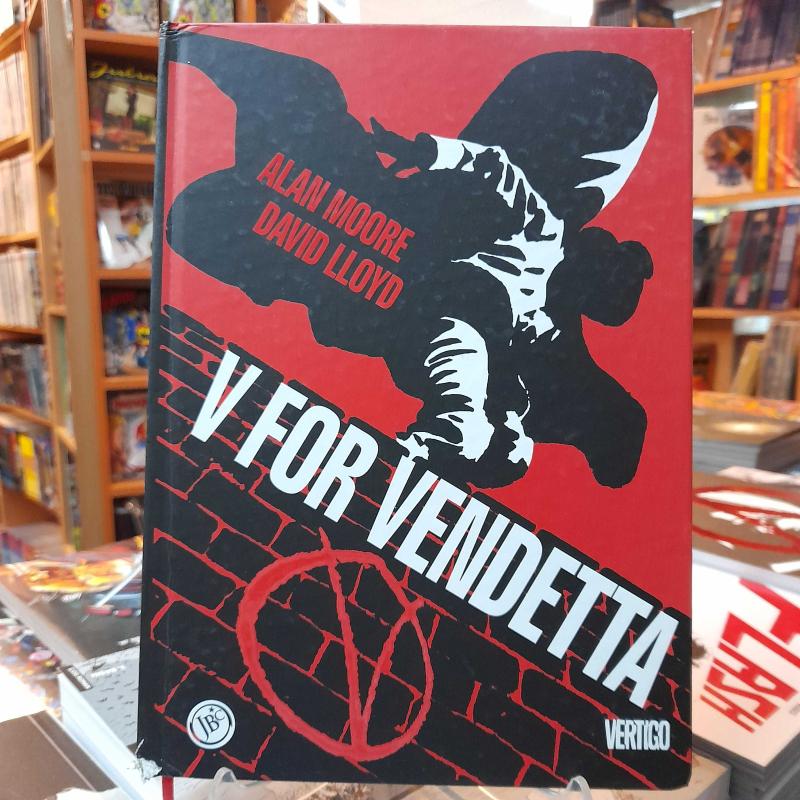 ALAN MOORE
DAVID LLOYD
V FOR VENDETTA
JBC
VERTIGO
FLASH